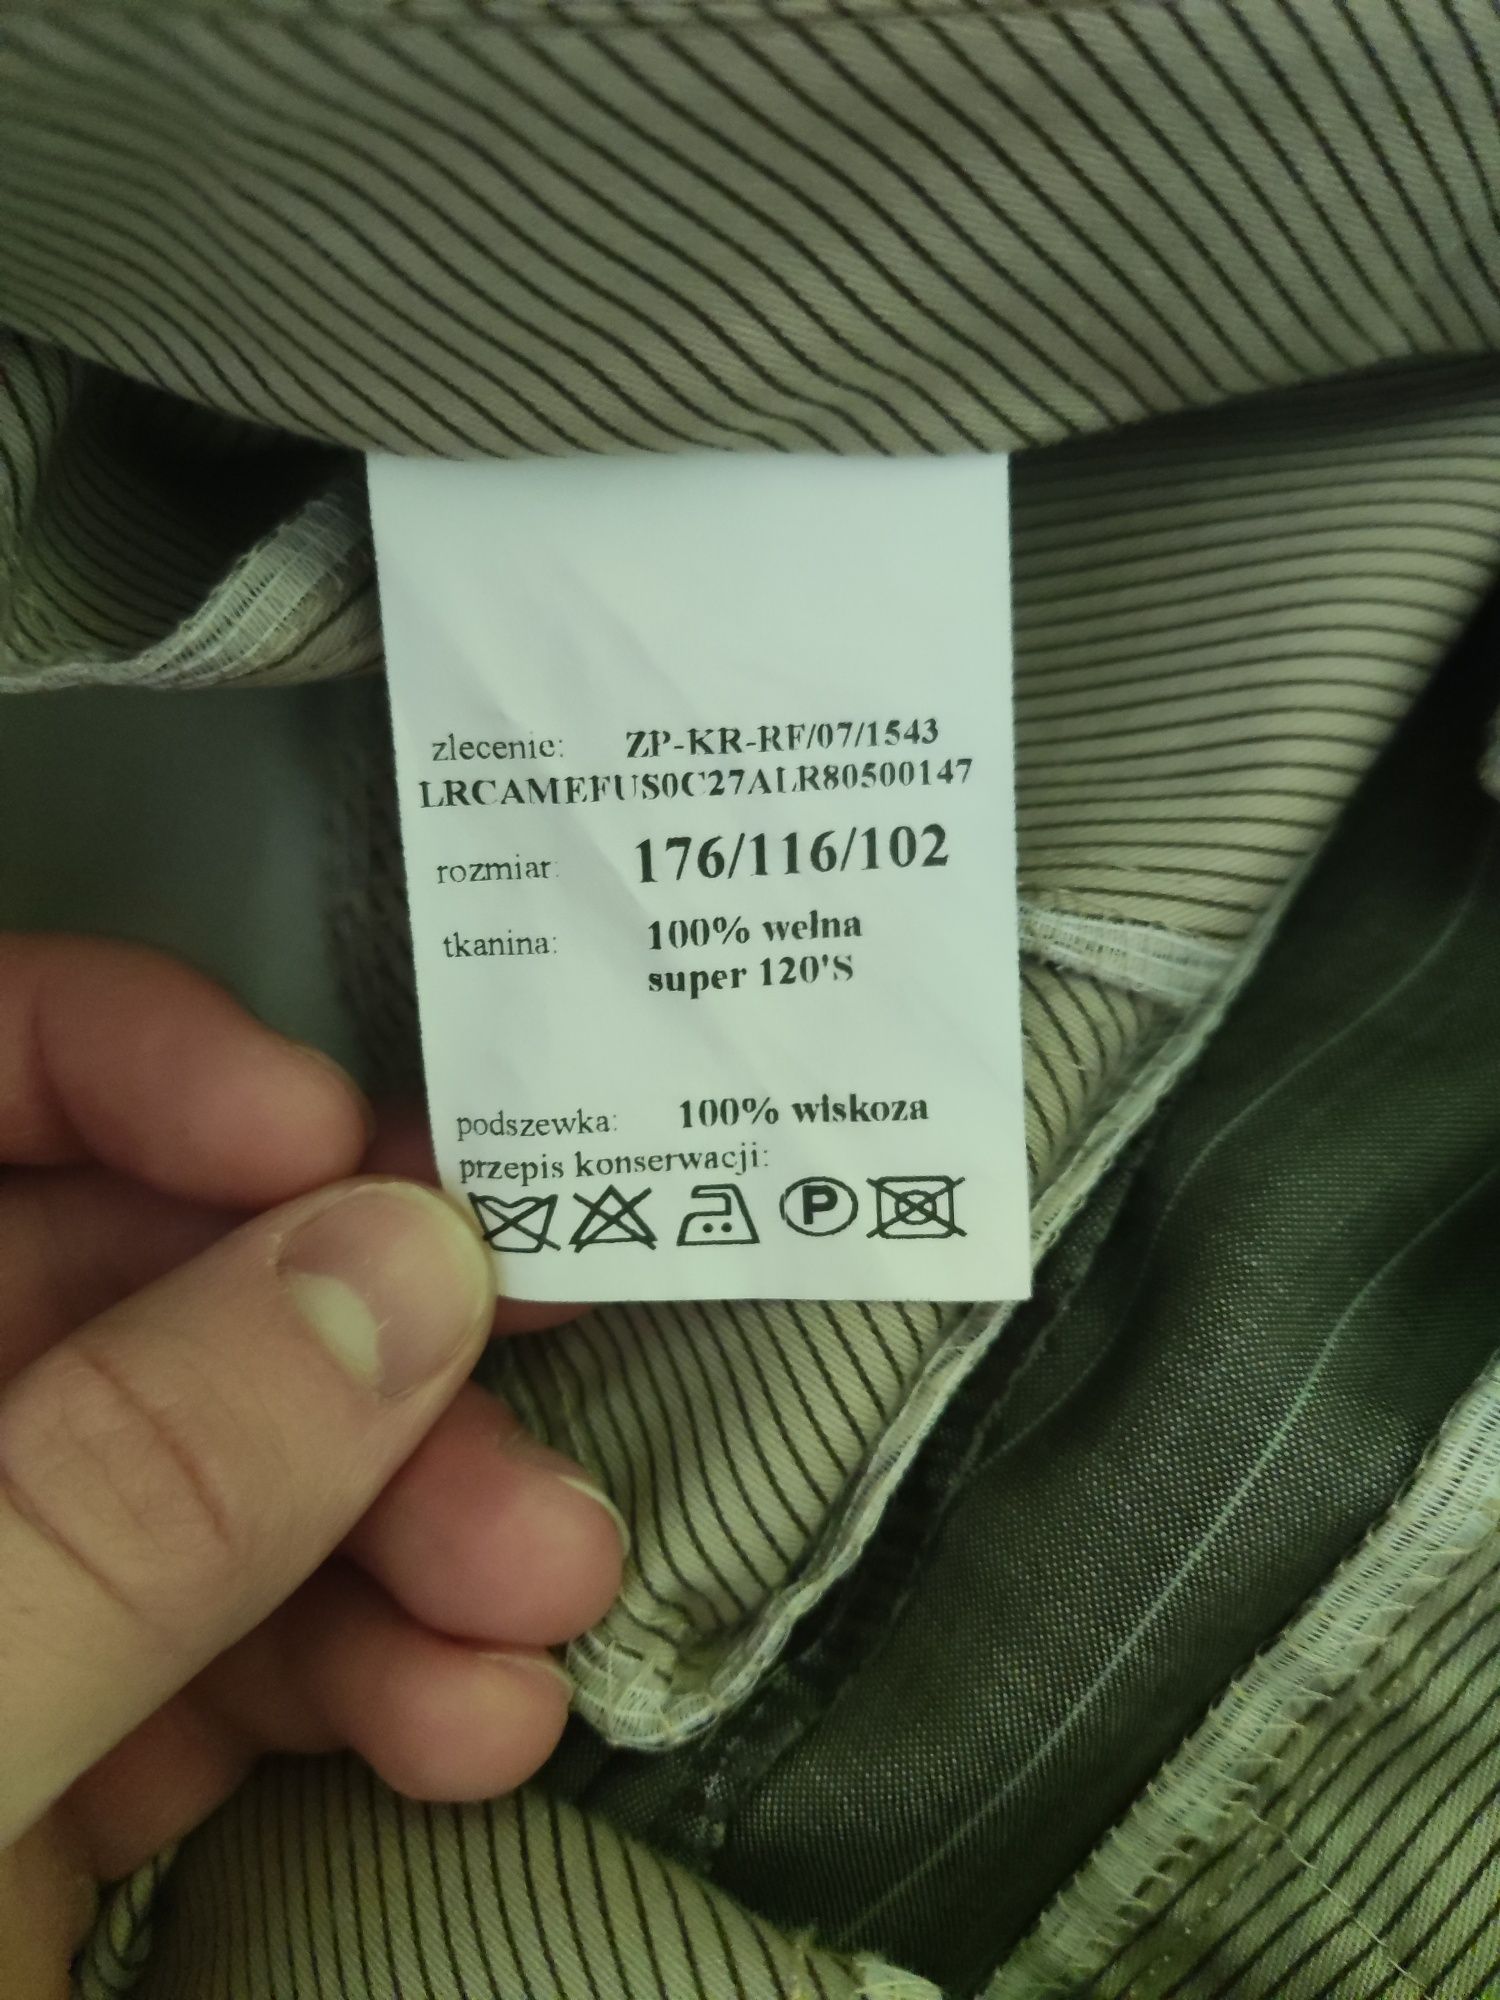 zlecenie: ZP-KR-RF/07/1543
LRCAMEFUS0C27ALR80500147
rozmiar: 176/116/102
tkanina: 100% wełna
super 120'S
podszewka: 100% wiskoza
przepis konserwacji:
P